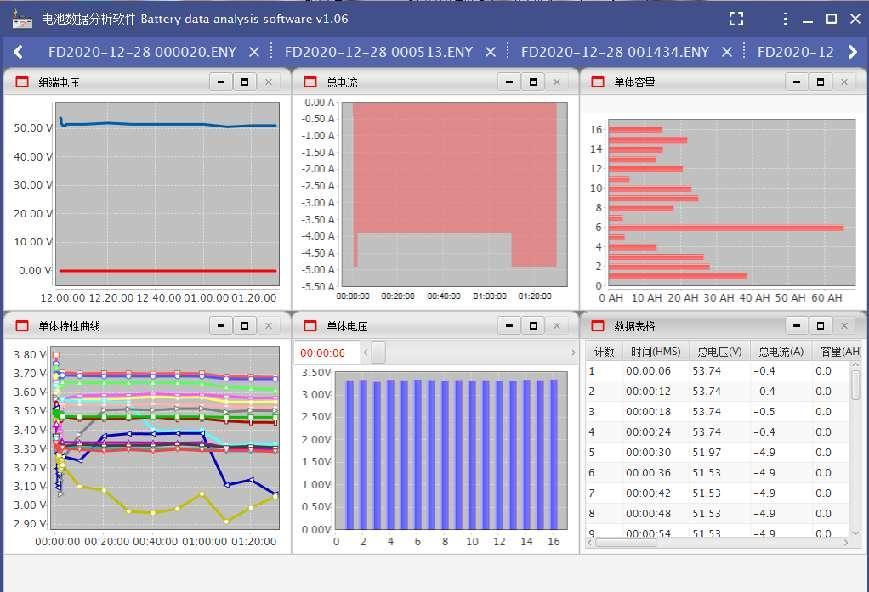 电池数据分析软件 Battery data analysis software v1.06
FD2020-12-28 000020.ENY
FD2020-12-28 000513.ENY
FD2020-12-28 001434.ENY
FD2020-12-
组端电压
50.00 V
40.00 V
30.00 V
20.00 V
10.00 V
0.00 V
12:00:00 12:20:00 12:40:00 01:00:00 01:20:00
总电流
0.00 A
-0.50 A
-1.00 A
-1.50 A
-2.00 A
-2.50 A
-3.00 A
-3.50 A
-4.00 A
-4.50 A
-5.00 A
-5.50 A
00:00:00 00:20:00 00:40:00 01:00:00 01:20:00
单体容量
16
14
12
10
8
6
4
2
0
0 AH 10 AH 20 AH 30 AH 40 AH 50 AH 60 AH
单体特性曲线
3.80 V
3.70 V
3.60 V
3.50 V
3.40 V
3.30 V
3.20 V
3.10 V
3.00 V
2.90 V
00:00:00 00:20:00 00:40:00 01:00:00 01:20:00
单体电压
00:00:06
3.50V
3.00V
2.50V
2.00V
1.50V
1.00V
0.50V
0.00V
0 2 4 6 8 10 12 14 16
数据表格
计数 时间(HMS) 总电压(V) 总电流(A) 容量(AH
1 00:00:06 53.74 -0.4 0.0
2 00:00:12 53.74 -0.4 0.0
3 00:00:18 53.74 -0.5 0.0
4 00:00:24 53.74 -0.4 0.0
5 00:00:30 51.97 -4.9 0.0
6 00:00:36 51.53 -4.9 0.0
7 00:00:42 51.53 -4.9 0.0
8 00:00:48 51.53 -4.9 0.0
9 00:00:54 51.53 -4.9 0.0